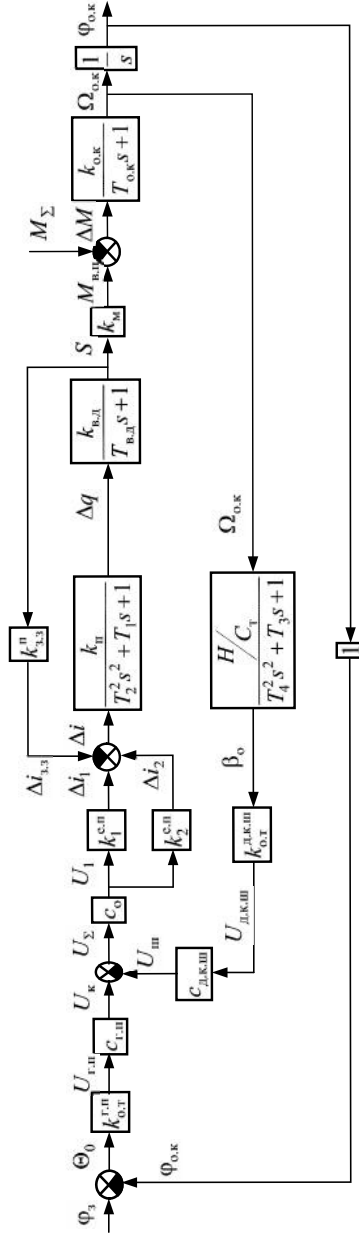 φ_з
Θ_0
k_{о.т}^{г.п}
U_{г.п}
c_{г.п}
U_к
U_Σ
c_о
U_1
k_1^{с.п}
Δi_1
Δi
k_п
T_2^2 s^2 + T_1 s + 1
Δq
k_{в.д}
T_{в.д} s + 1
S
k_м
M_{в.п}
M_Σ
ΔM
k_{о.к}
T_{о.к} s + 1
Ω_{о.к}
1
s
φ_{о.к}
Δi_{з.з}
k_{з.з}^п
k_2^{с.п}
Δi_2
U_ш
c_{д.к.ш}
U_{д.к.ш}
k_{о.т}^{д.к.ш}
β_о
H/C_т
T_4^2 s^2 + T_3 s + 1
Ω_{о.к}
φ_{о.к}
1